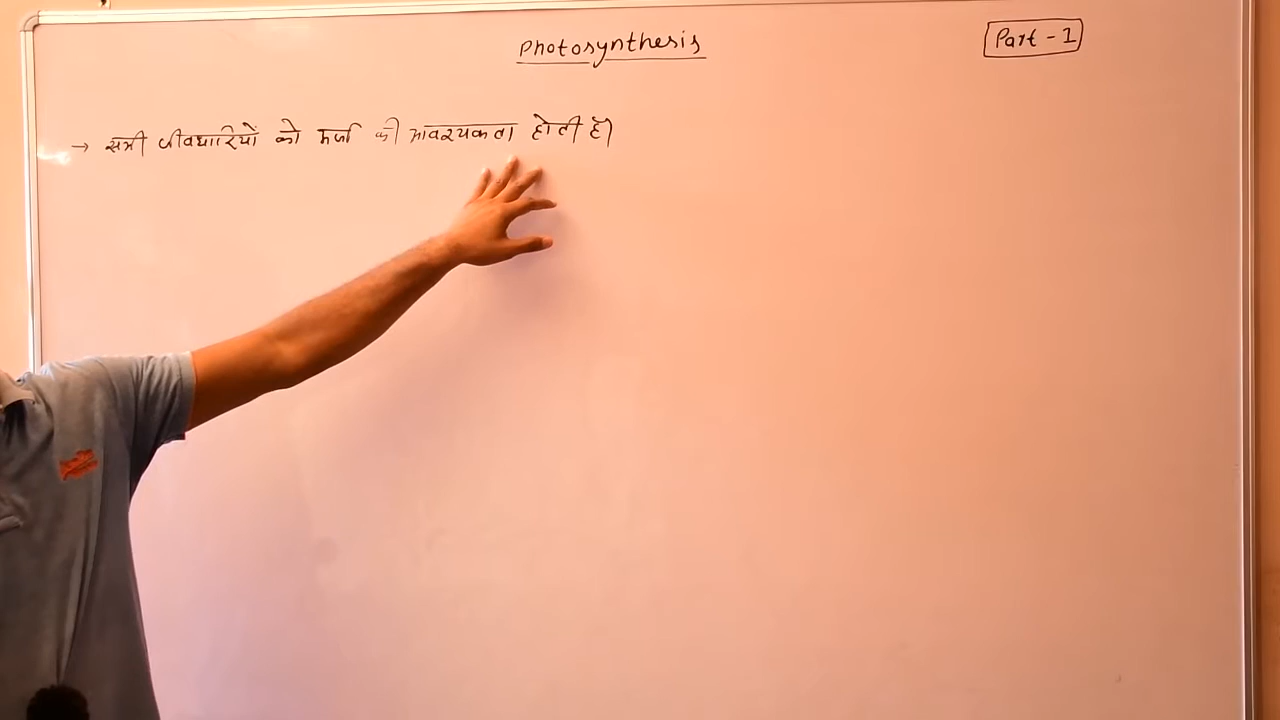 Photosynthesis
Part - 1
→ सभी जीवधारियों को ऊर्जा की आवश्यकता होती है।